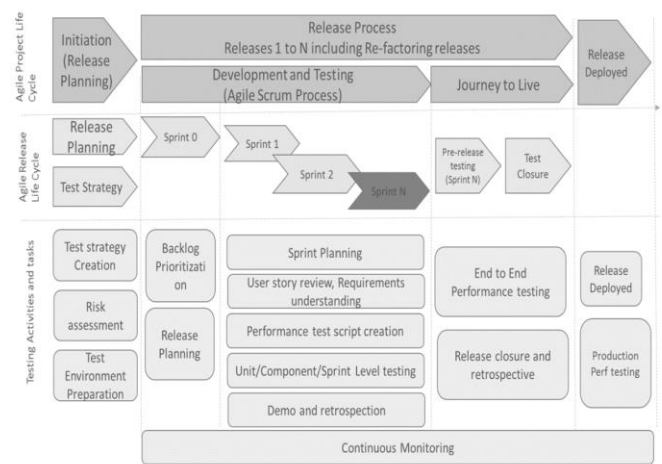 Agile Project Life
Cycle
Initiation
(Release
Planning)
Release Process
Releases 1 to N including Re-factoring releases
Development and Testing
(Agile Scrum Process)
Journey to Live
Release
Deployed
Agile Release
Life Cycle
Release
Planning
Test Strategy
Sprint 0
Sprint 1
Sprint 2
Sprint N
Pre-release
testing
(Sprint N)
Test
Closure
Testing Activities and tasks
Test strategy
Creation
Risk
assessment
Test
Environment
Preparation
Backlog
Prioritizati
on
Release
Planning
Sprint Planning
User story review, Requirements
understanding
Performance test script creation
Unit/Component/Sprint Level testing
Demo and retrospection
End to End
Performance testing
Release closure and
retrospective
Release
Deployed
Production
Perf testing
Continuous Monitoring